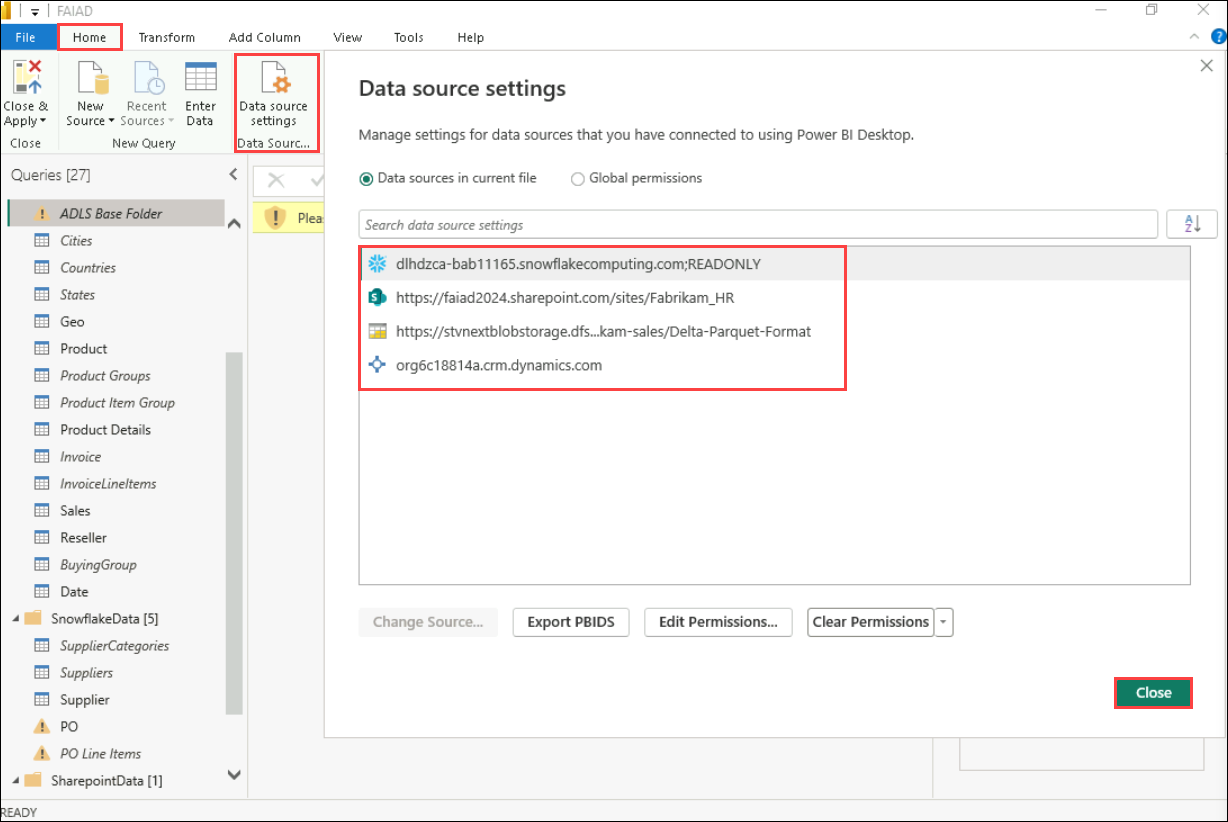 FAIAD
File Home Transform Add Column View Tools Help
Close & Apply
New Source
Recent Sources
Enter Data
Data source settings
Close
New Query
Data Sourc...
Queries [27]
ADLS Base Folder
Cities
Countries
States
Geo
Product
Product Groups
Product Item Group
Product Details
Invoice
InvoiceLineItems
Sales
Reseller
BuyingGroup
Date
SnowflakeData [5]
SupplierCategories
Suppliers
Supplier
PO
PO Line Items
SharepointData [1]
READY
Plea
Data source settings
Manage settings for data sources that you have connected to using Power BI Desktop.
Data sources in current file
Global permissions
Search data source settings
A Z
dlhdzca-bab11165.snowflakecomputing.com;READONLY
https://faiad2024.sharepoint.com/sites/Fabrikam_HR
https://stvnextblobstorage.dfs...kam-sales/Delta-Parquet-Format
org6c18814a.crm.dynamics.com
Change Source...
Export PBIDS
Edit Permissions...
Clear Permissions
Close